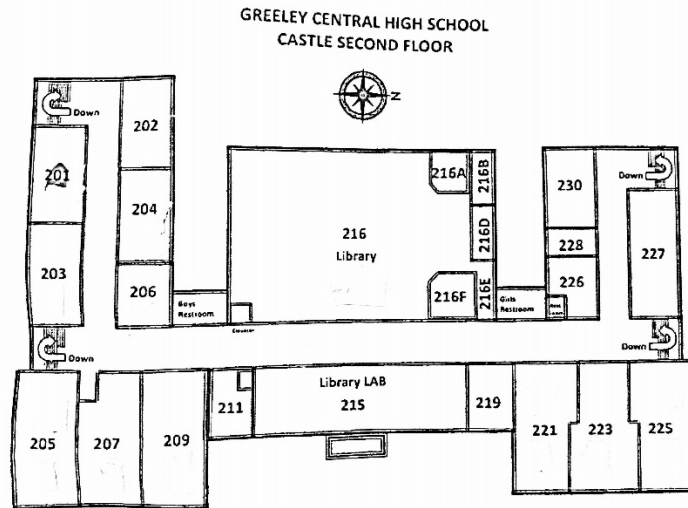 GREELEY CENTRAL HIGH SCHOOL
CASTLE SECOND FLOOR
N
Down
202
201
204
203
206
Boys
Restroom
Elevator
Down
216
Library
216A
216B
216D
216E
216F
Girls
Restroom
230
228
226
Down
227
Down
205
207
209
211
Library LAB
215
219
221
223
225